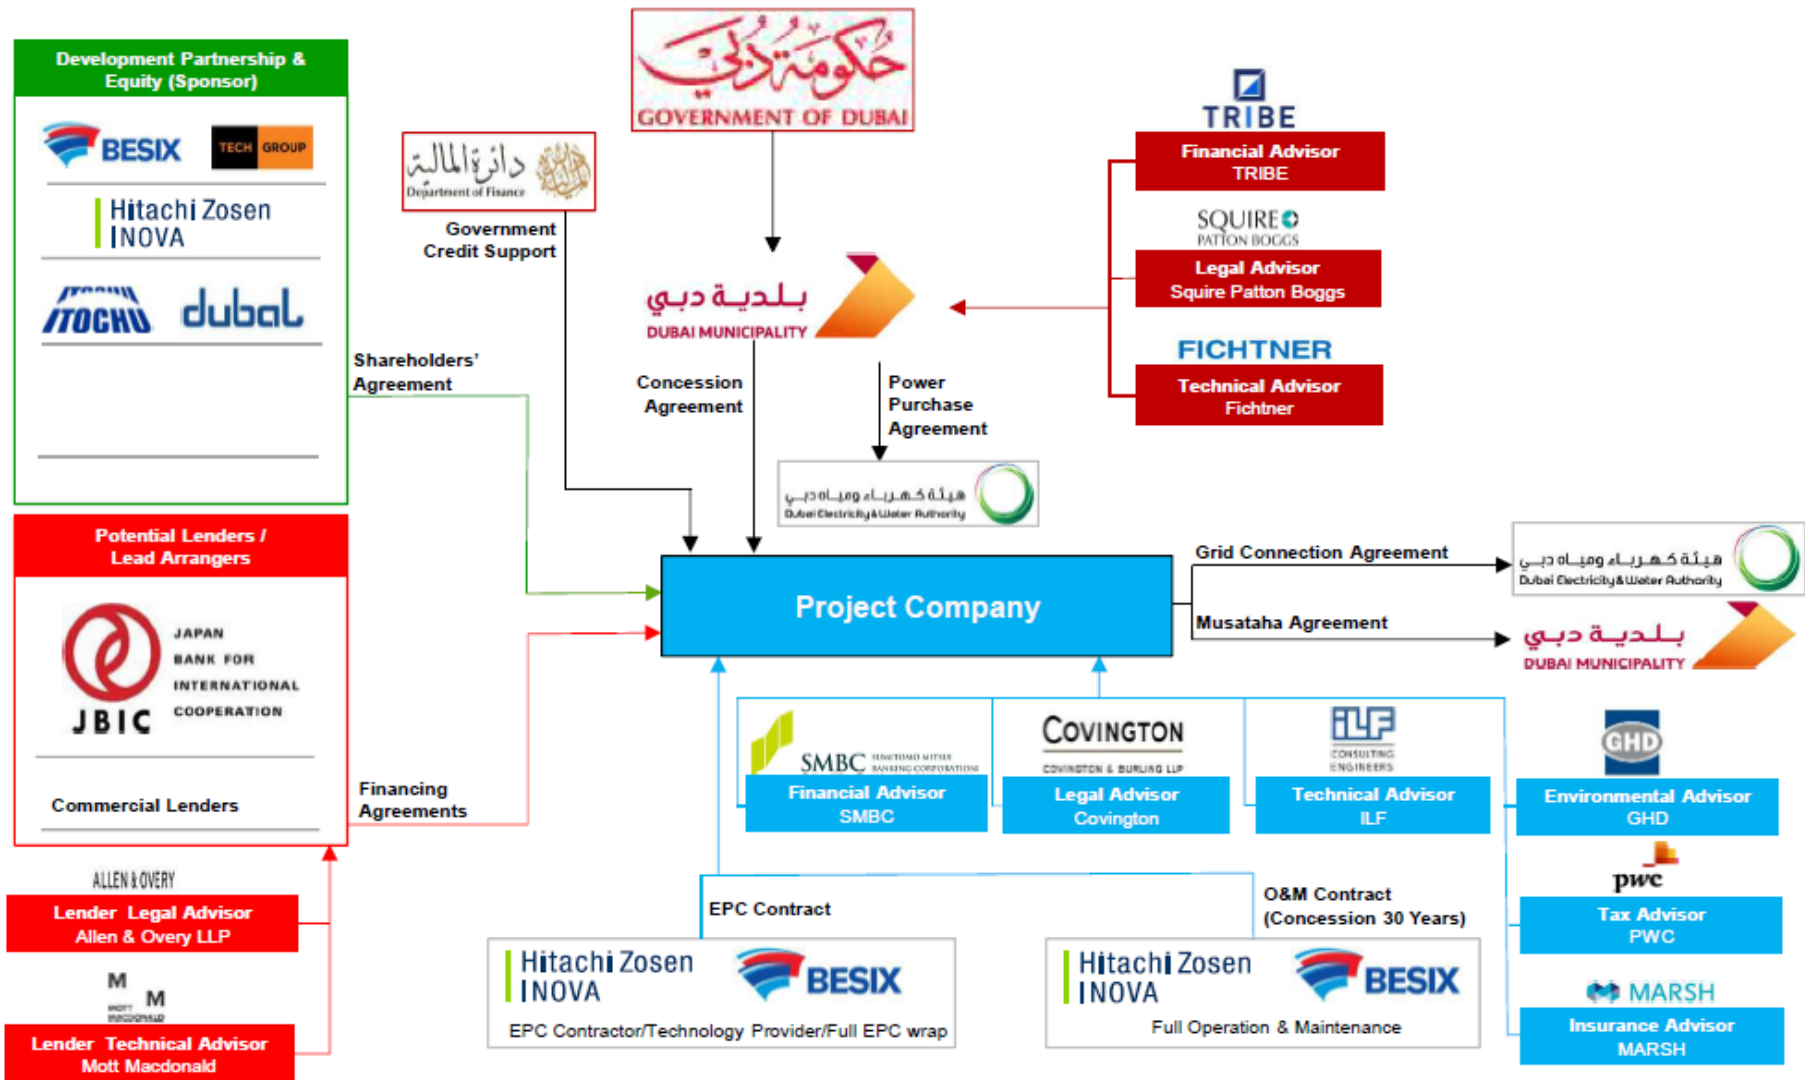 Development Partnership &
Equity (Sponsor)
BESIX
TECH GROUP
Hitachi Zosen
INOVA
ITOCHU
dubal
Potential Lenders /
Lead Arrangers
JBIC
JAPAN
BANK FOR
INTERNATIONAL
COOPERATION
Commercial Lenders
ALLEN & OVERY
Lender Legal Advisor
Allen & Overy LLP
M
M
MOTT
MACDONALD
Lender Technical Advisor
Mott Macdonald
حكومة دبي
GOVERNMENT OF DUBAI
دائرة المالية
Department of Finance
Government
Credit Support
بلدية دبي
DUBAI MUNICIPALITY
Shareholders'
Agreement
Concession
Agreement
Power
Purchase
Agreement
هيئة كهرباء ومياه دبي
Dubai Electricity & Water Authority
TRIBE
Financial Advisor
TRIBE
SQUIRE
PATTON BOGGS
Legal Advisor
Squire Patton Boggs
FICHTNER
Technical Advisor
Fichtner
Project Company
Grid Connection Agreement
هيئة كهرباء ومياه دبي
Dubai Electricity & Water Authority
Musataha Agreement
بلدية دبي
DUBAI MUNICIPALITY
Financing
Agreements
SMBC
SUMITOMO MITSUI
BANKING CORPORATION
Financial Advisor
SMBC
COVINGTON
COVINGTON & BURLING LLP
Legal Advisor
Covington
iLF
CONSULTING
ENGINEERS
Technical Advisor
ILF
GHD
Environmental Advisor
GHD
pwc
Tax Advisor
PWC
MARSH
Insurance Advisor
MARSH
EPC Contract
Hitachi Zosen
INOVA
BESIX
EPC Contractor/Technology Provider/Full EPC wrap
O&M Contract
(Concession 30 Years)
Hitachi Zosen
INOVA
BESIX
Full Operation & Maintenance